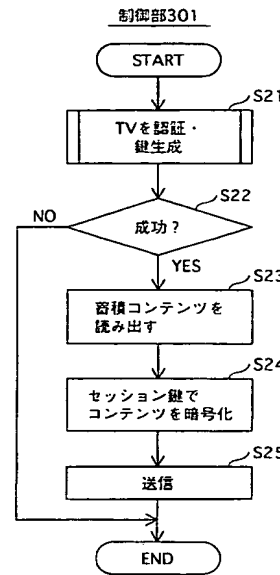 制御部301
START
S21
TVを認証・
鍵生成
S22
成功?
NO
YES
S23
蓄積コンテンツを
読み出す
S24
セッション鍵で
コンテンツを暗号化
S25
送信
END